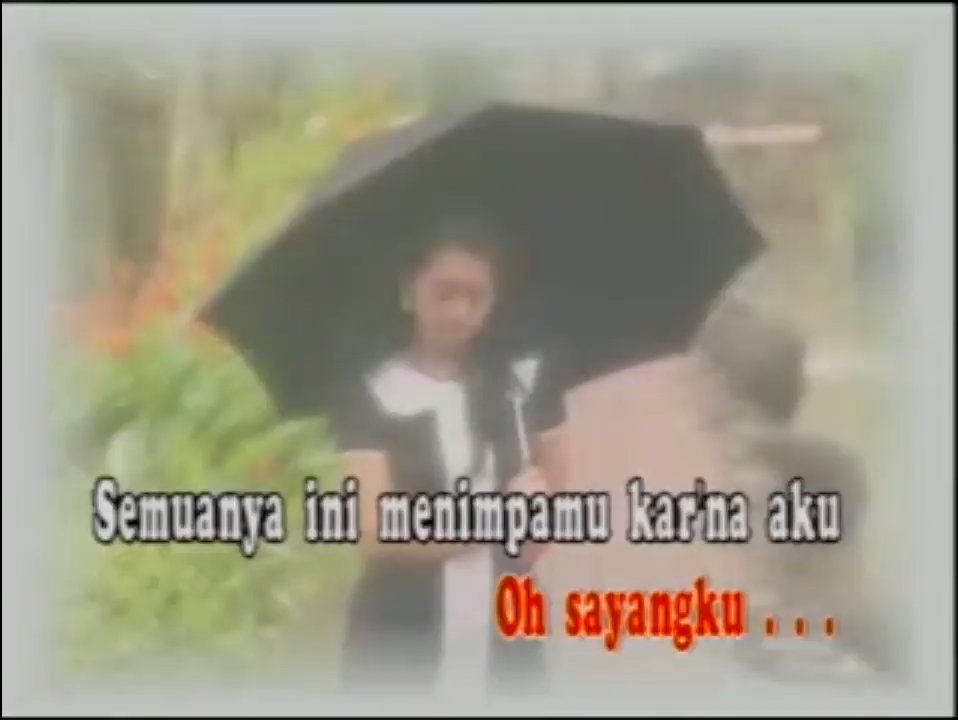 Semuanya ini menimpamu kar'na aku
Oh sayangku . . .